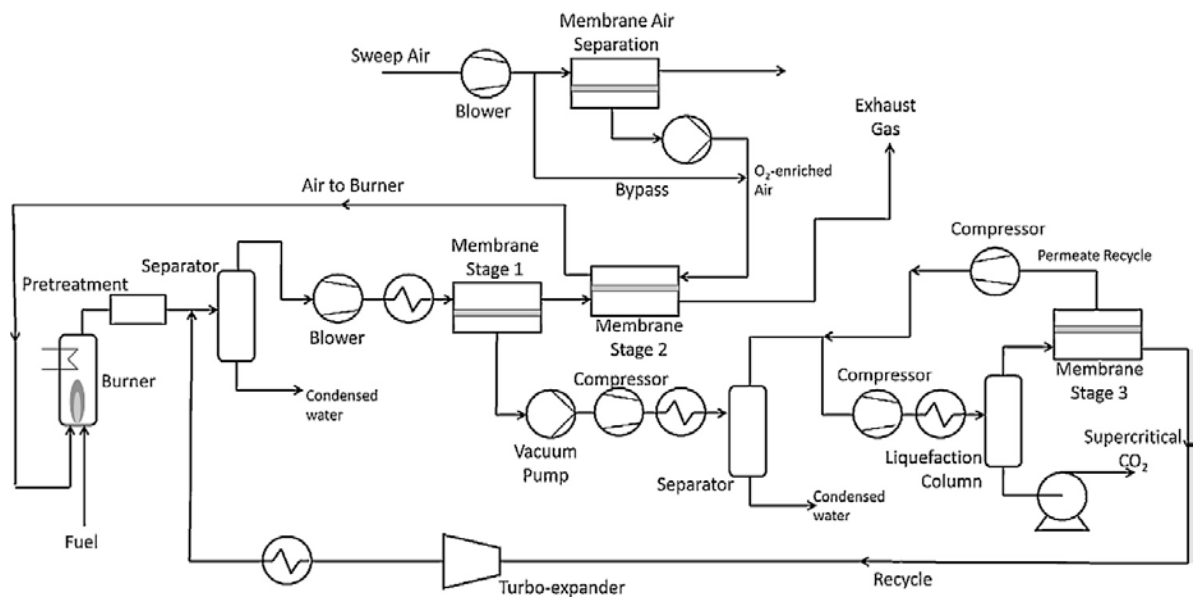 Membrane Air
Separation
Sweep Air
Blower
Exhaust
Gas
O₂-enriched
Air
Bypass
Air to Burner
Compressor
Permeate Recycle
Membrane
Stage 1
Separator
Pretreatment
Blower
Membrane
Stage 2
Burner
Condensed
water
Compressor
Compressor
Membrane
Stage 3
Vacuum
Pump
Separator
Liquefaction
Column
Supercritical
CO₂
Condensed
water
Fuel
Turbo-expander
Recycle